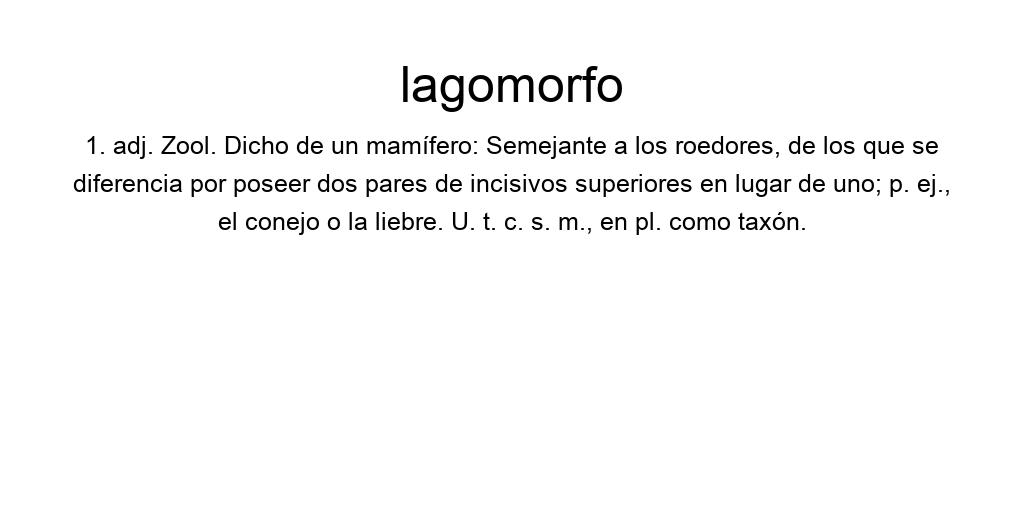 lagomorfo
1. adj. Zool. Dicho de un mamífero: Semejante a los roedores, de los que se
diferencia por poseer dos pares de incisivos superiores en lugar de uno; p. ej.,
el conejo o la liebre. U. t. c. s. m., en pl. como taxón.